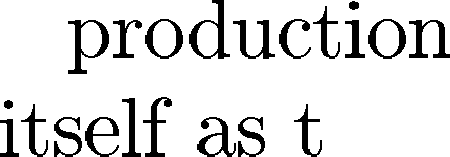 production
itself as t